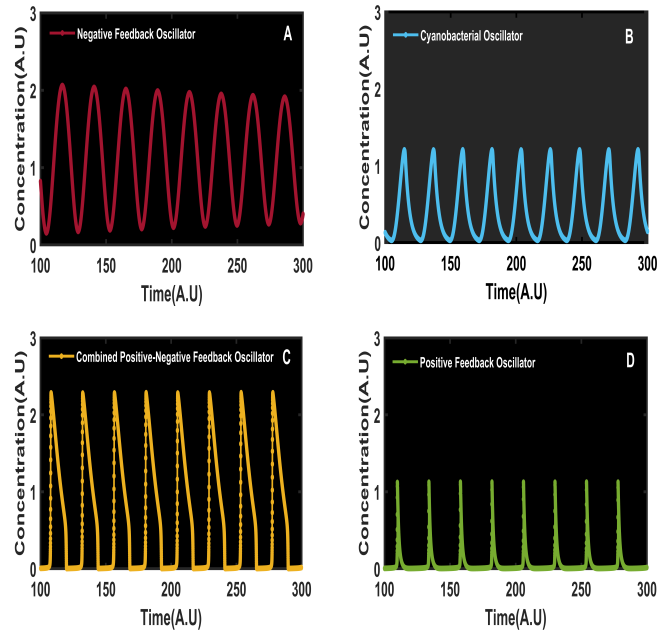 3
Negative Feedback Oscillator
A
2
1
0
Concentration(A.U)
100
150
200
250
300
Time(A.U)
3
Cyanobacterial Oscillator
B
2
1
0
Concentration(A.U)
100
150
200
250
300
Time(A.U)
3
Combined Positive-Negative Feedback Oscillator
C
2
1
0
Concentration(A.U)
100
150
200
250
300
Time(A.U)
3
Positive Feedback Oscillator
D
2
1
0
Concentration(A.U)
100
150
200
250
300
Time(A.U)